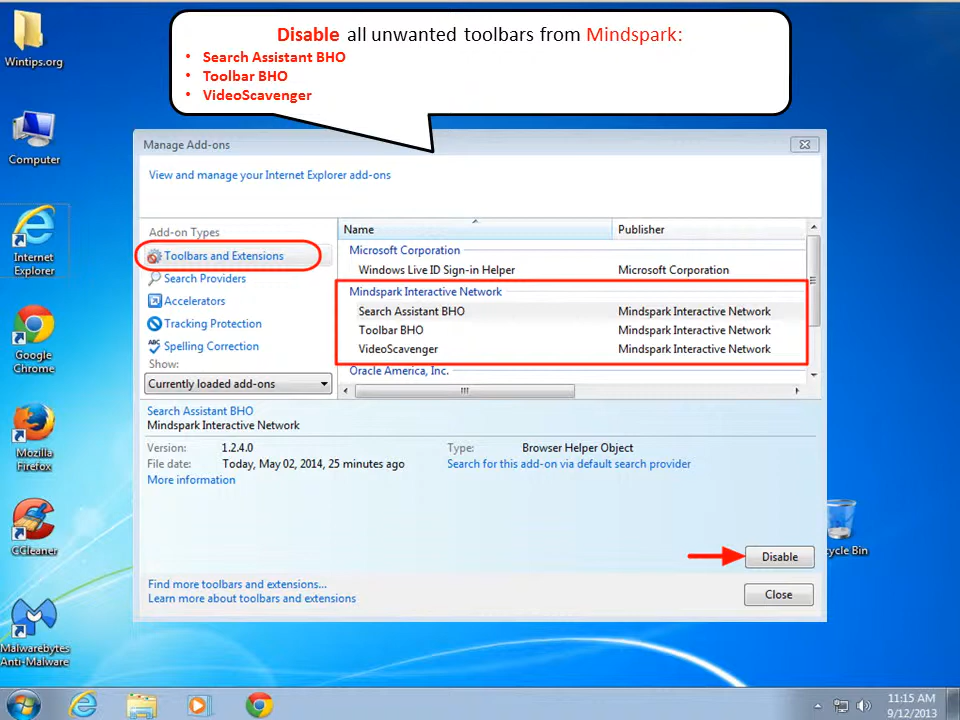 Disable all unwanted toolbars from Mindspark:
• Search Assistant BHO
• Toolbar BHO
• VideoScavenger
Wintips.org
Computer
Internet
Explorer
Google
Chrome
Mozilla
Firefox
CCleaner
Malwarebytes
Anti-Malware
Manage Add-ons
View and manage your Internet Explorer add-ons
Add-on Types
Toolbars and Extensions
Search Providers
Accelerators
Tracking Protection
ABC
Spelling Correction
Show:
Currently loaded add-ons
Name Publisher
Microsoft Corporation
Windows Live ID Sign-in Helper Microsoft Corporation
Mindspark Interactive Network
Search Assistant BHO Mindspark Interactive Network
Toolbar BHO Mindspark Interactive Network
VideoScavenger Mindspark Interactive Network
Oracle America, Inc.
Search Assistant BHO
Mindspark Interactive Network
Version: 1.2.4.0 Type: Browser Helper Object
File date: Today, May 02, 2014, 25 minutes ago Search for this add-on via default search provider
More information
Disable
Find more toolbars and extensions...
Learn more about toolbars and extensions
Close
cycle Bin
11:15 AM
9/12/2013